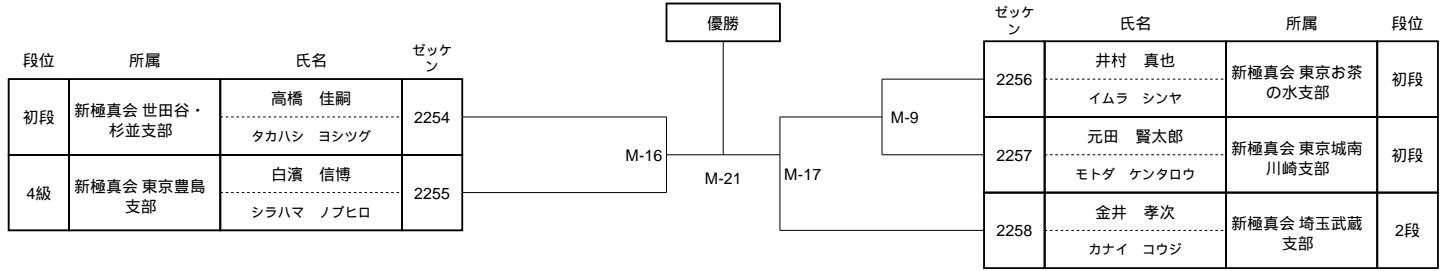 優勝
段位 所属 氏名 ゼッケ
ン
初段 新極真会 世田谷・
杉並支部 高橋 佳嗣
タカハシ ヨシツグ 2254
4級 新極真会 東京豊島
支部 白濱 信博
シラハマ ノブヒロ 2255
M-16
M-21
M-17
M-9
ゼッケ
ン 氏名 所属 段位
2256 井村 真也
イムラ シンヤ 新極真会 東京お茶
の水支部 初段
2257 元田 賢太郎
モトダ ケンタロウ 新極真会 東京城南
川崎支部 初段
2258 金井 孝次
カナイ コウジ 新極真会 埼玉武蔵
支部 2段